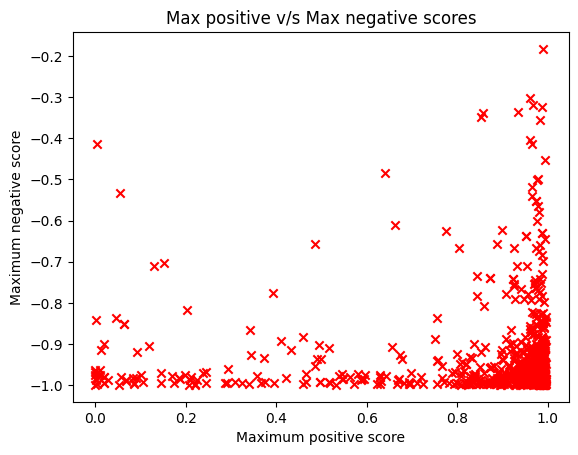 Max positive v/s Max negative scores
Maximum negative score
−0.2
−0.3
−0.4
−0.5
−0.6
−0.7
−0.8
−0.9
−1.0
0.0 0.2 0.4 0.6 0.8 1.0
Maximum positive score